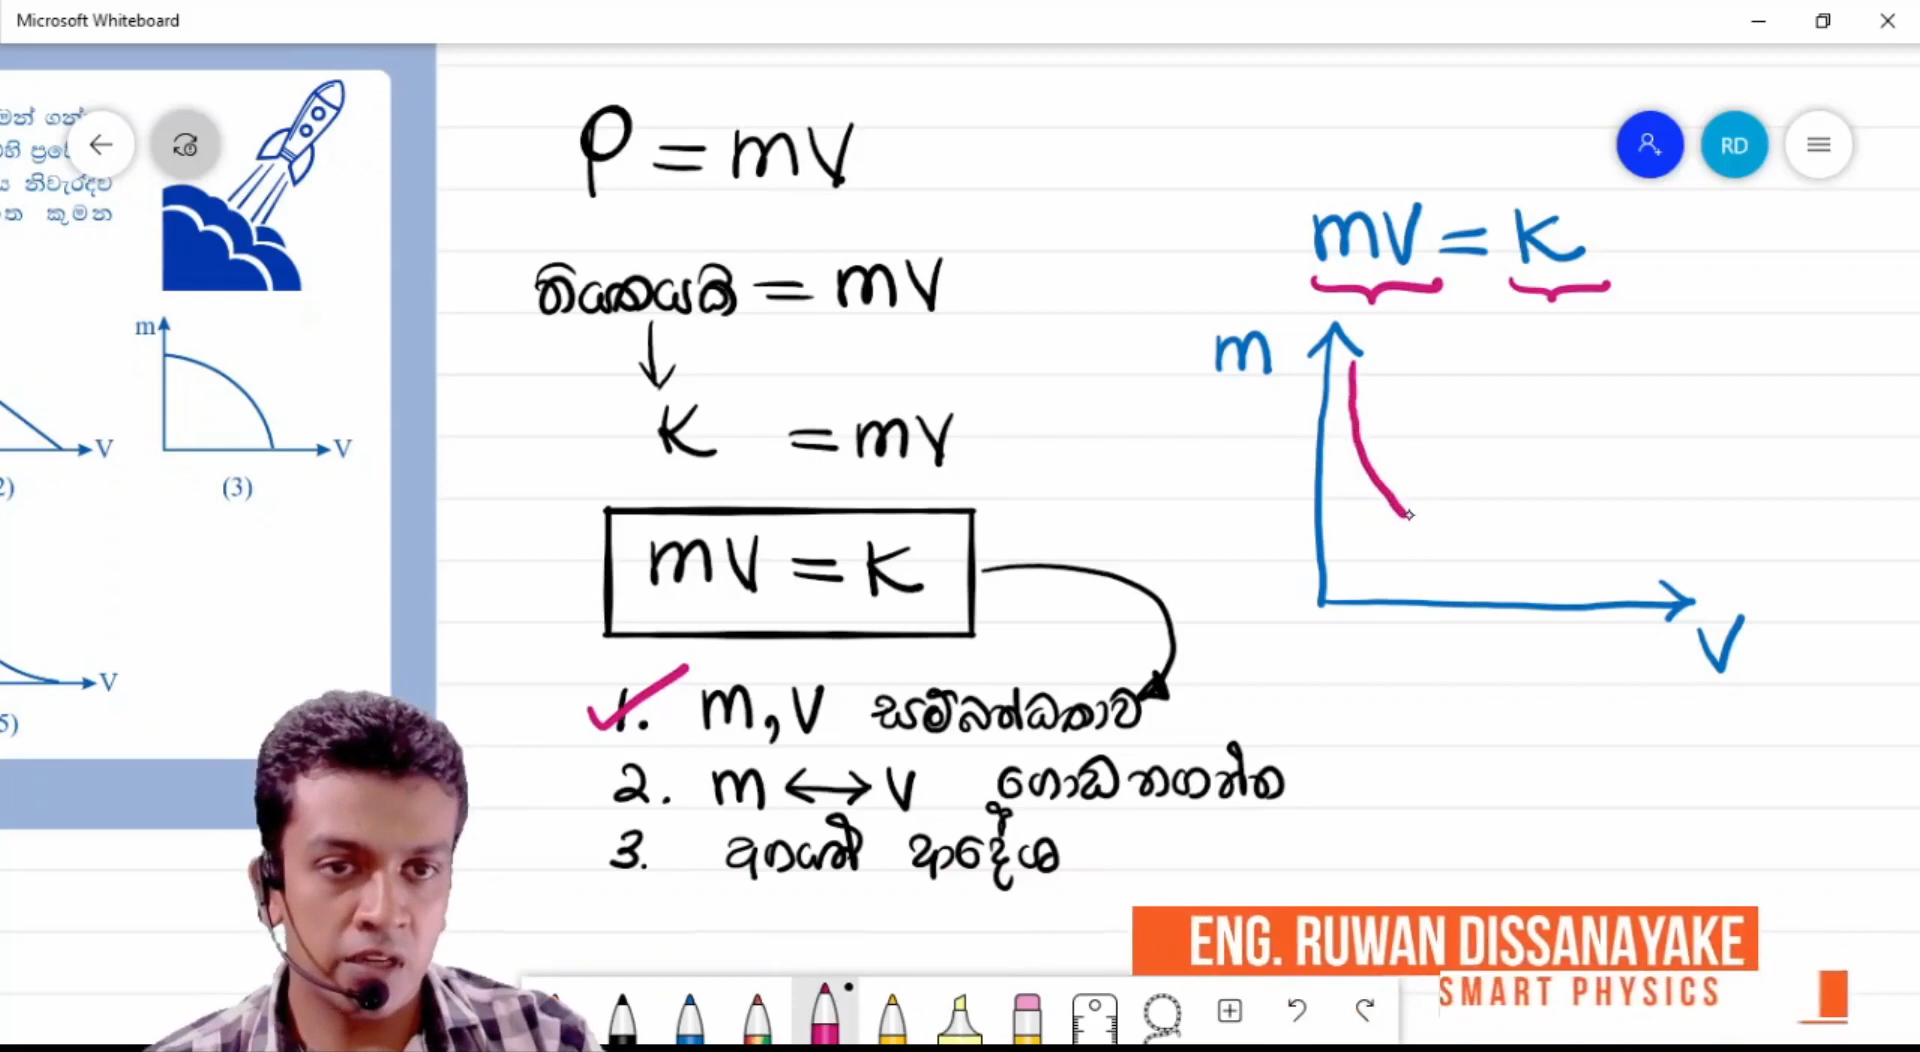 Microsoft Whiteboard
m
V
(3)
V
V
P = mV
නියතයක් = mV
K = mV
mV = K
1. m, V සම්බන්ධතාව
2. m ↔ V ගොඩනගන්න
3. අගයන් ආදේශ
RD
mV = K
m
V
ENG. RUWAN DISSANAYAKE
SMART PHYSICS